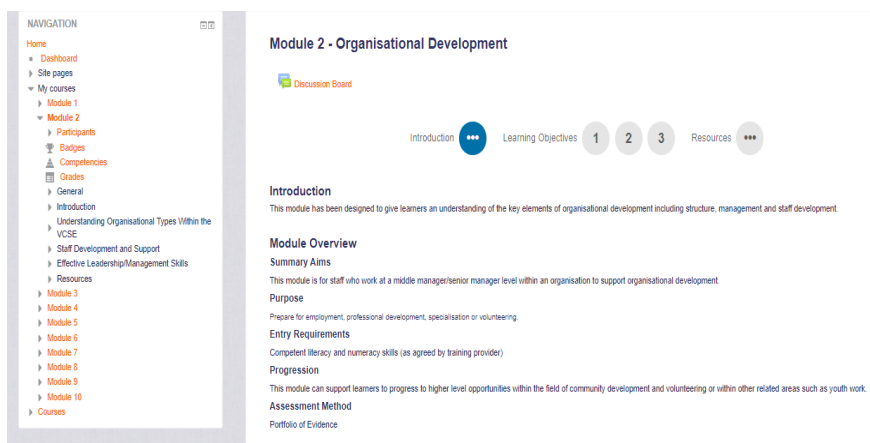 NAVIGATION
Home
Dashboard
Site pages
My courses
Module 1
Module 2
Participants
Badges
Competencies
Grades
General
Introduction
Understanding Organisational Types Within the
VCSE
Staff Development and Support
Effective Leadership/Management Skills
Resources
Module 3
Module 4
Module 5
Module 6
Module 7
Module 8
Module 9
Module 10
Courses
Module 2 - Organisational Development
Discussion Board
Introduction ••• Learning Objectives 1 2 3 Resources •••
Introduction
This module has been designed to give learners an understanding of the key elements of organisational development including structure, management and staff development.
Module Overview
Summary Aims
This module is for staff who work at a middle manager/senior manager level within an organisation to support organisational development.
Purpose
Prepare for employment, professional development, specialisation or volunteering.
Entry Requirements
Competent literacy and numeracy skills (as agreed by training provider)
Progression
This module can support learners to progress to higher level opportunities within the field of community development and volunteering or within other related areas such as youth work.
Assessment Method
Portfolio of Evidence